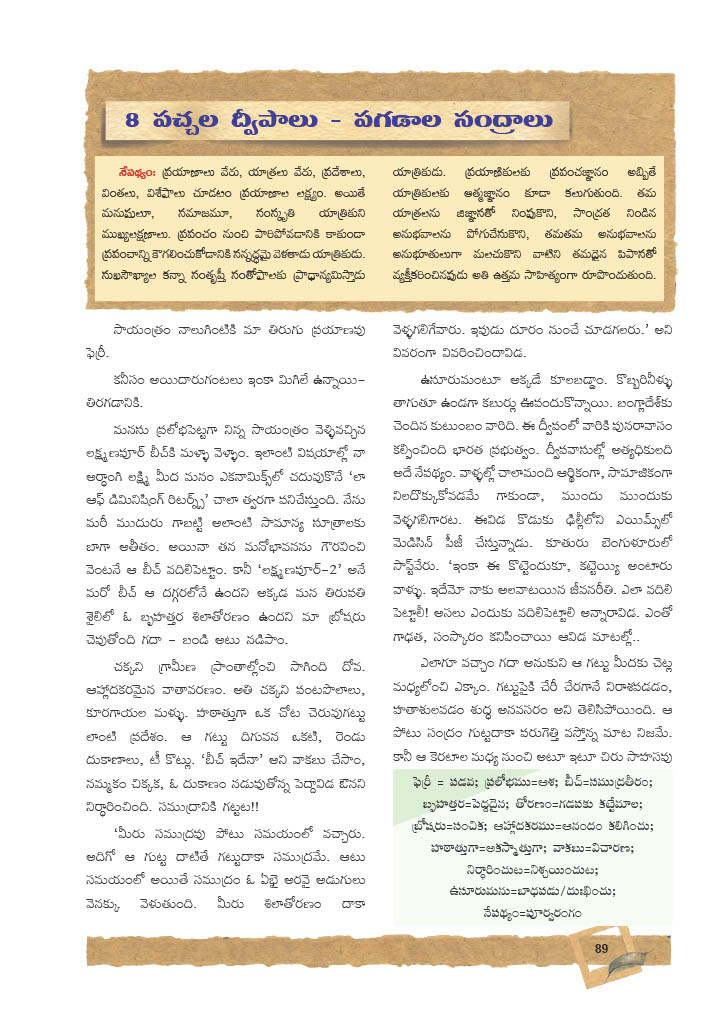 8 పచ్చల ద్వీపాలు - పగడాల సంద్రాలు
నేపథ్యం: ప్రయాణాలు వేరు, యాత్రలు వేరు, ప్రదేశాలు,
వింతలు, విశేషాలు చూడటం ప్రయాణాల లక్ష్యం. అయితే
మనుషులూ, సమాజమూ, సంస్కృతి యాత్రికుని
ముఖ్యలక్షణాలు. ప్రపంచం నుంచి పారిపోవడానికి కాకుండా
ప్రపంచాన్ని కౌగలించుకోడానికి సన్నద్ధమై వెళతాడు యాత్రికుడు.
సుఖసౌఖ్యాల కన్నా సంతృప్తీ సంతోషాలకు ప్రాధాన్యమిస్తాడు
యాత్రికుడు. ప్రయాణికులకు ప్రపంచజ్ఞానం అబ్బితే
యాత్రికులకు ఆత్మజ్ఞానం కూడా కలుగుతుంది. తమ
యాత్రలను జిజ్ఞాసతో నింపుకొని, సాంద్రత నిండిన
అనుభవాలను పోగుచేసుకొని, తమతమ అనుభవాలను
అనుభూతులుగా మలచుకొని వాటిని తమదైన పిపాసతో
వ్యక్తీకరించినపుడు అతి ఉత్తమ సాహిత్యంగా రూపొందుతుంది.
సాయంత్రం నాలుగింటికి మా తిరుగు ప్రయాణపు
ఫెర్రీ.
కనీసం అయిదారుగంటలు ఇంకా మిగిలే ఉన్నాయి-
తిరగడానికి.
మనసు ప్రలోభపెట్టగా నిన్న సాయంత్రం వెళ్ళివచ్చిన
లక్ష్మణపూర్ బీచ్‌కి మళ్ళా వెళ్ళాం. ఇలాంటి విషయాల్లో నా
అర్ధాంగి లక్ష్మి మీద మనం ఎకనామిక్స్‌లో చదువుకొనే 'లా
ఆఫ్ డిమినిషింగ్ రిటర్న్స్' చాలా త్వరగా పనిచేస్తుంది. నేను
మరీ ముదురు గాబట్టి అలాంటి సామాన్య సూత్రాలకు
బాగా అతీతం. అయినా తన మనోభావనను గౌరవించి
వెంటనే ఆ బీచ్ వదిలిపెట్టాం. కానీ 'లక్ష్మణపూర్-2' అనే
మరో బీచ్ ఆ దగ్గరలోనే ఉందని అక్కడ మన తిరుపతి
శైలిలో ఓ బృహత్తర శిలాతోరణం ఉందని మా బ్రోషరు
చెవుతోంది గదా - బండి అటు నడిపాం.
చక్కని గ్రామీణ ప్రాంతాల్లోంచి సాగింది దోవ.
ఆహ్లాదకరమైన వాతావరణం. అతి చక్కని పంటపొలాలు,
కూరగాయల మళ్ళు. హఠాత్తుగా ఒక చోట చెరువుగట్టు
లాంటి ప్రదేశం. ఆ గట్టు దిగువన ఒకటి, రెండు
దుకాణాలు, టీ కొట్లు. 'బీచ్ ఇదేనా' అని వాకబు చేసాం,
నమ్మకం చిక్కక, ఓ దుకాణం నడుపుతోన్న పెద్దావిడ ఔనని
నిర్ధారించింది. సముద్రానికి గట్టట!!
'మీరు సముద్రపు పోటు సమయంలో వచ్చారు.
అదిగో ఆ గుట్ట దాటితే గట్టుదాకా సముద్రమే. ఆటు
సమయంలో అయితే సముద్రం ఓ ఏభై అరవై అడుగులు
వెనక్కు వెళుతుంది. మీరు శిలాతోరణం దాకా
వెళ్ళగలిగేవారు. ఇపుడు దూరం నుంచే చూడగలరు.' అని
వివరంగా వివరించిందావిడ.
ఉసూరుమంటూ అక్కడే కూలబడ్డాం. కొబ్బరినీళ్ళు
తాగుతూ ఉండగా కబుర్లు ఊపందుకొన్నాయి. బంగ్లాదేశ్‌కు
చెందిన కుటుంబం వారిది. ఈ ద్వీపంలో వారికి పునరావాసం
కల్పించింది భారత ప్రభుత్వం. ద్వీపవాసుల్లో అత్యధికులది
అదే నేపథ్యం. వాళ్ళల్లో చాలామంది ఆర్థికంగా, సామాజికంగా
నిలదొక్కుకోవడమే గాకుండా, ముందు ముందుకు
వెళ్ళగలిగారట. ఈవిడ కొడుకు ఢిల్లీలోని ఎయిమ్స్‌లో
మెడిసిన్ పీజీ చేస్తున్నాడు. కూతురు బెంగుళూరులో
సాఫ్ట్‌వేరు. 'ఇంకా ఈ కొట్టెందుకూ, కట్టెయ్యి అంటారు
వాళ్ళు. ఇదేమో నాకు అలవాటయిన జీవనరీతి. ఎలా వదిలి
పెట్టాలీ! అసలు ఎందుకు వదిలిపెట్టాలి అన్నారావిడ. ఎంతో
గాఢత, సంస్కారం కనిపించాయి ఆవిడ మాటల్లో..
ఎలాగూ వచ్చాం గదా అనుకుని ఆ గట్టు మీదకు చెట్ల
మధ్యలోంచి ఎక్కాం. గట్టుపైకి చేరీ చేరగానే నిరాశపడడం,
హతాశులవడం శుద్ధ అనవసరం అని తెలిసిపోయింది. ఆ
పోటు సంద్రం గుట్టదాకా పరుగెత్తి వస్తోన్న మాట నిజమే.
కానీ ఆ కెరటాల మధ్య నుంచి అటూ ఇటూ చిరు సాహసపు
ఫెర్రీ = పడవ; ప్రలోభము=ఆశ; బీచ్=సముద్రతీరం;
బృహత్తర=పెద్దదైన; తోరణం=గడపకు కట్టేమాల;
బ్రోషరు=సంచిక; ఆహ్లాదకరము=ఆనందం కలిగించు;
హఠాత్తుగా=అకస్మాత్తుగా; వాకబు=విచారణ;
నిర్ధారించుట=నిశ్చయించుట;
ఉసూరుమను=బాధపడు/దుఃఖించు;
నేపథ్యం=పూర్వరంగం
89